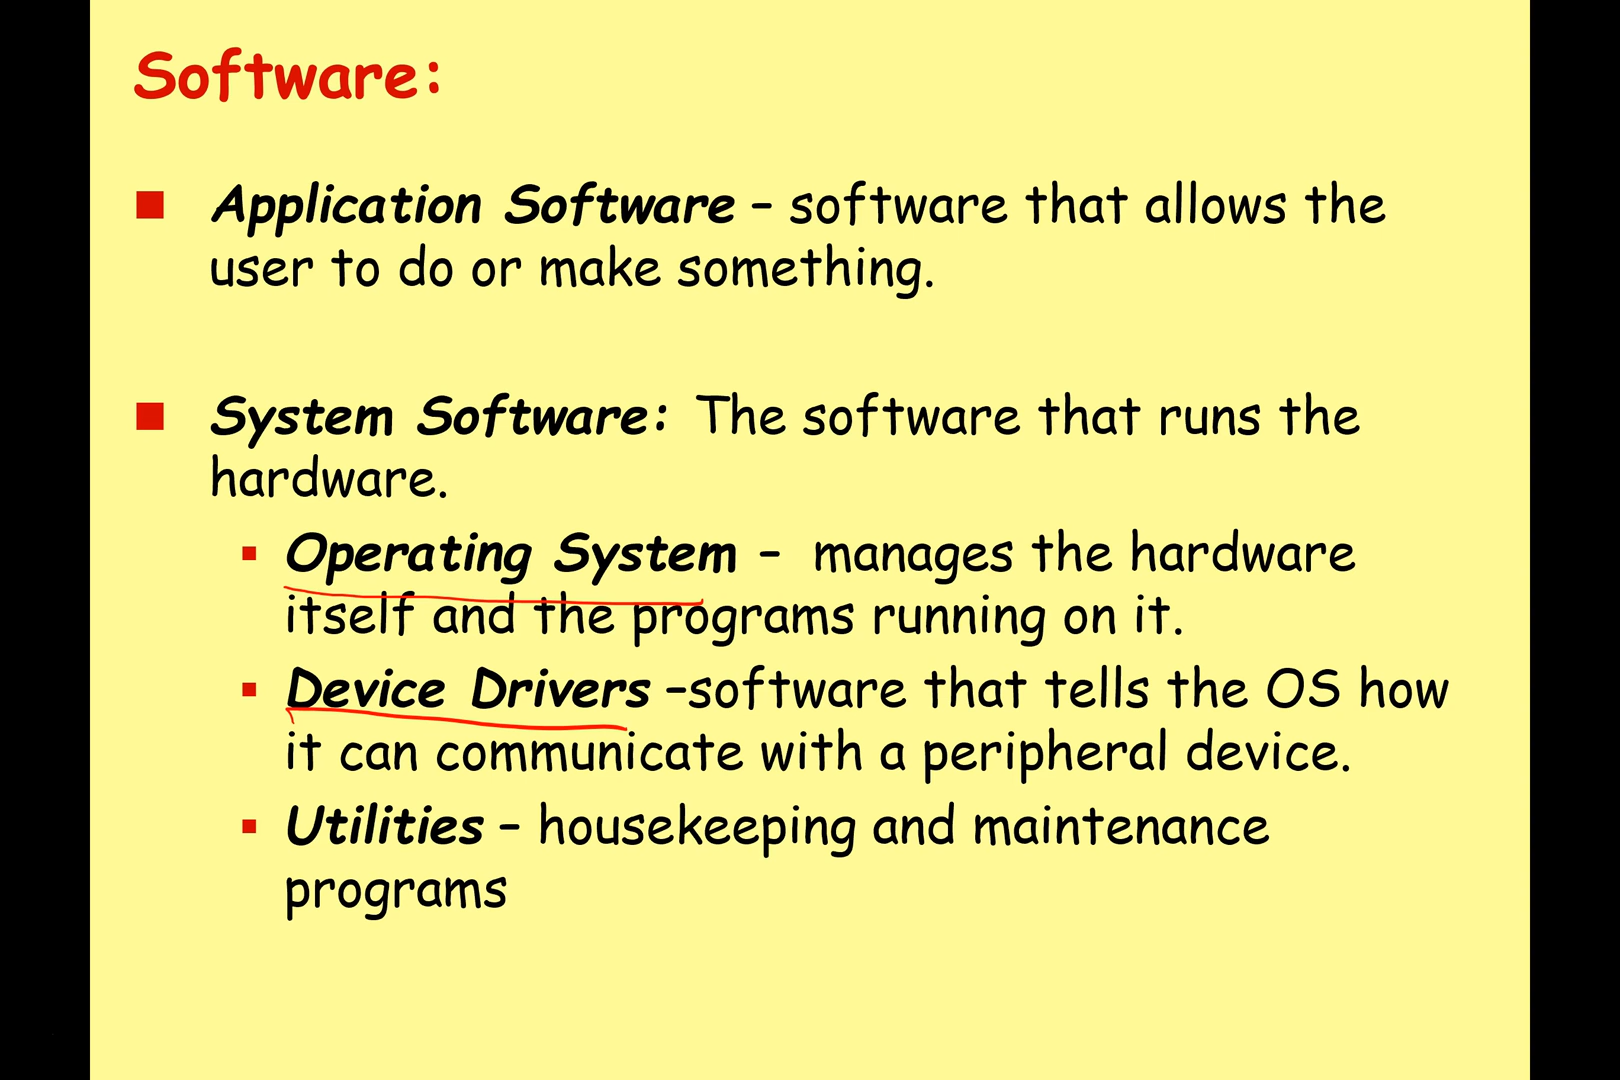 Software:
Application Software – software that allows the
user to do or make something.
System Software: The software that runs the
hardware.
Operating System – manages the hardware
itself and the programs running on it.
Device Drivers –software that tells the OS how
it can communicate with a peripheral device.
Utilities – housekeeping and maintenance
programs